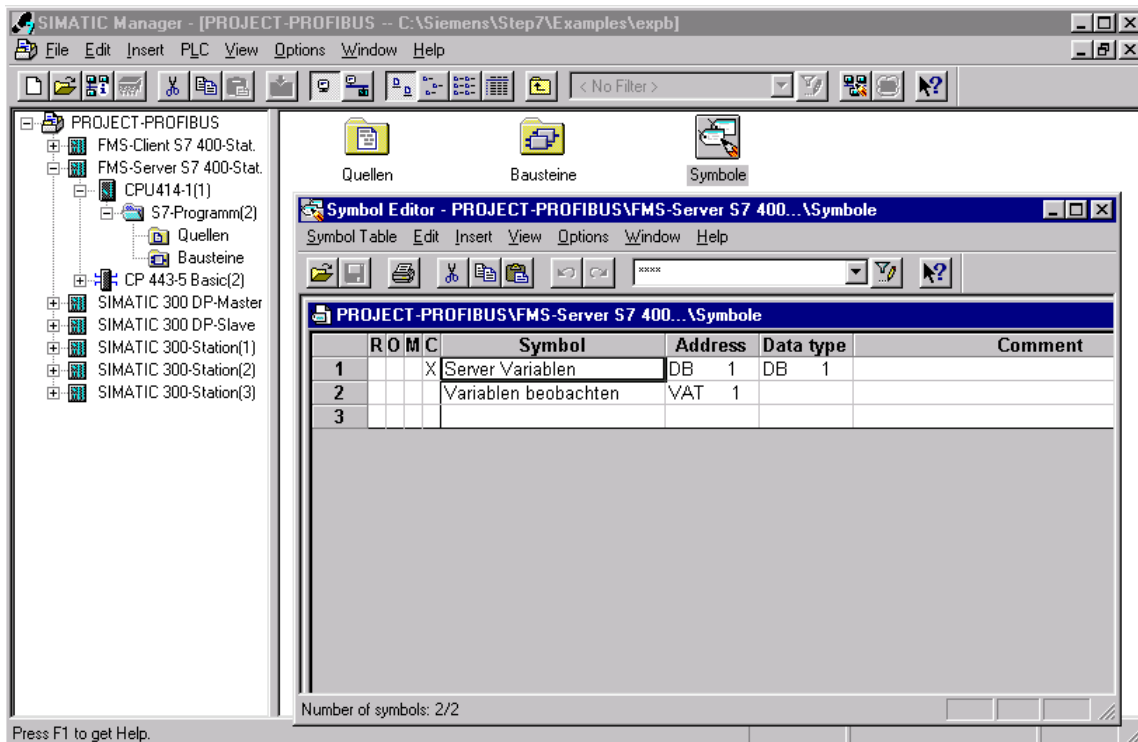 SIMATIC Manager - [PROJECT-PROFIBUS -- C:\Siemens\Step7\Examples\expb]
File Edit Insert PLC View Options Window Help
< No Filter >
PROJECT-PROFIBUS
FMS-Client S7 400-Stat.
FMS-Server S7 400-Stat.
CPU414-1(1)
S7-Programm(2)
Quellen
Bausteine
CP 443-5 Basic(2)
SIMATIC 300 DP-Master
SIMATIC 300 DP-Slave
SIMATIC 300-Station(1)
SIMATIC 300-Station(2)
SIMATIC 300-Station(3)
Quellen Bausteine Symbole
Symbol Editor - PROJECT-PROFIBUS\FMS-Server S7 400...\Symbole
Symbol Table Edit Insert View Options Window Help
****
PROJECT-PROFIBUS\FMS-Server S7 400...\Symbole
R O M C Symbol Address Data type Comment
1 X Server Variablen DB 1 DB 1
2 Variablen beobachten VAT 1
3
Number of symbols: 2/2
Press F1 to get Help.